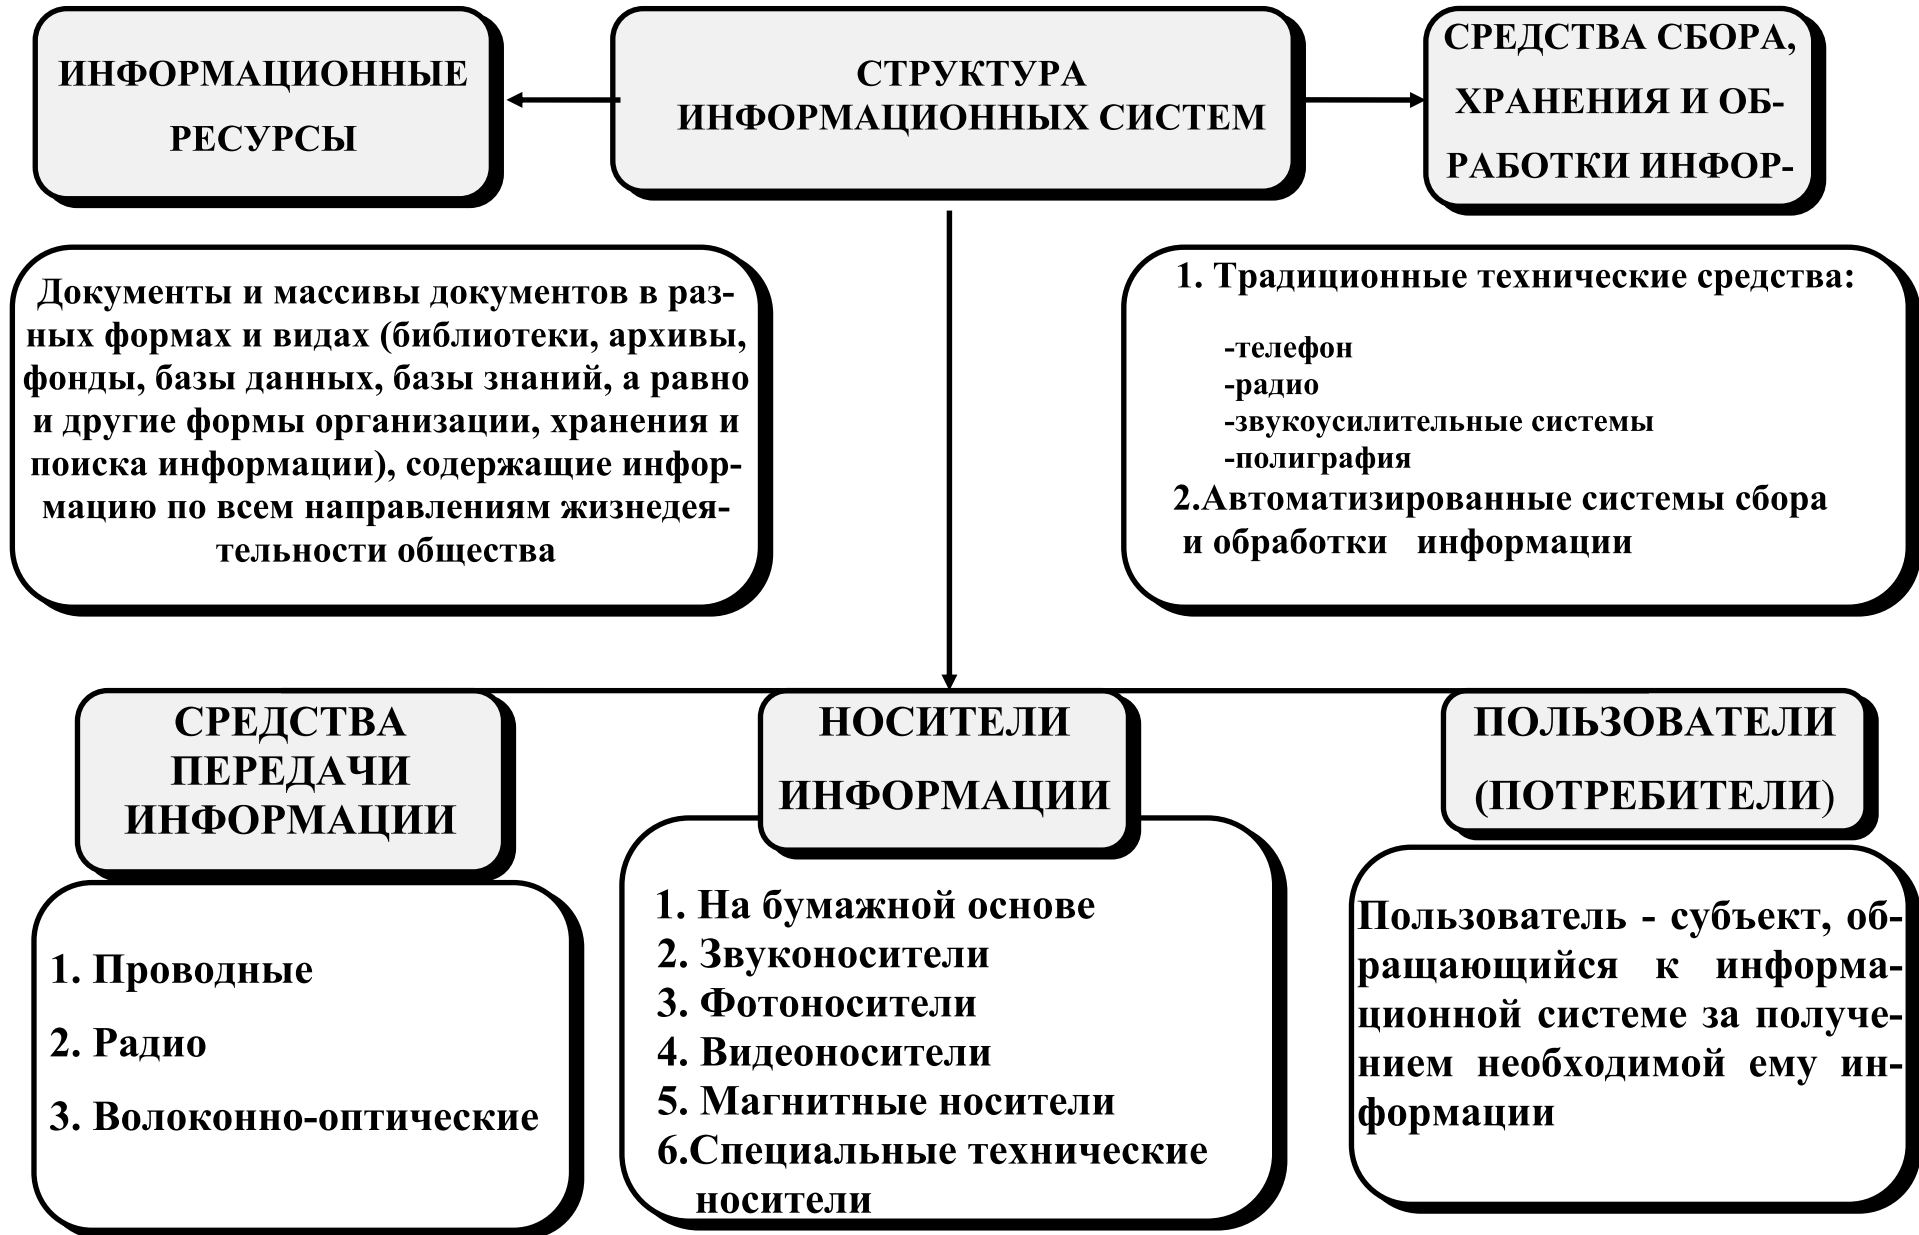 ИНФОРМАЦИОННЫЕ
РЕСУРСЫ
СТРУКТУРА
ИНФОРМАЦИОННЫХ СИСТЕМ
СРЕДСТВА СБОРА,
ХРАНЕНИЯ И ОБ-
РАБОТКИ ИНФОР-
Документы и массивы документов в раз-
ных формах и видах (библиотеки, архивы,
фонды, базы данных, базы знаний, а равно
и другие формы организации, хранения и
поиска информации), содержащие инфор-
мацию по всем направлениям жизнедея-
тельности общества
1. Традиционные технические средства:
-телефон
-радио
-звукоусилительные системы
-полиграфия
2.Автоматизированные системы сбора
и обработки информации
СРЕДСТВА
ПЕРЕДАЧИ
ИНФОРМАЦИИ
1. Проводные
2. Радио
3. Волоконно-оптические
НОСИТЕЛИ
ИНФОРМАЦИИ
1. На бумажной основе
2. Звуконосители
3. Фотоносители
4. Видеоносители
5. Магнитные носители
6.Специальные технические
носители
ПОЛЬЗОВАТЕЛИ
(ПОТРЕБИТЕЛИ)
Пользователь - субъект, об-
ращающийся к информа-
ционной системе за получе-
нием необходимой ему ин-
формации